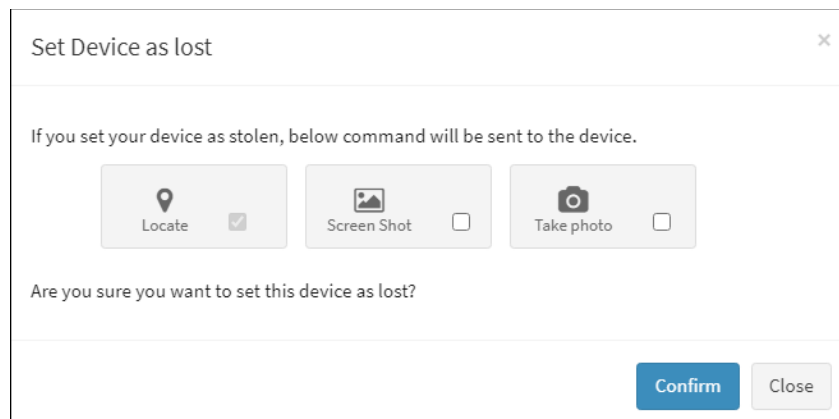 Set Device as lost
×
If you set your device as stolen, below command will be sent to the device.
Locate Screen Shot Take photo
Are you sure you want to set this device as lost?
Confirm Close